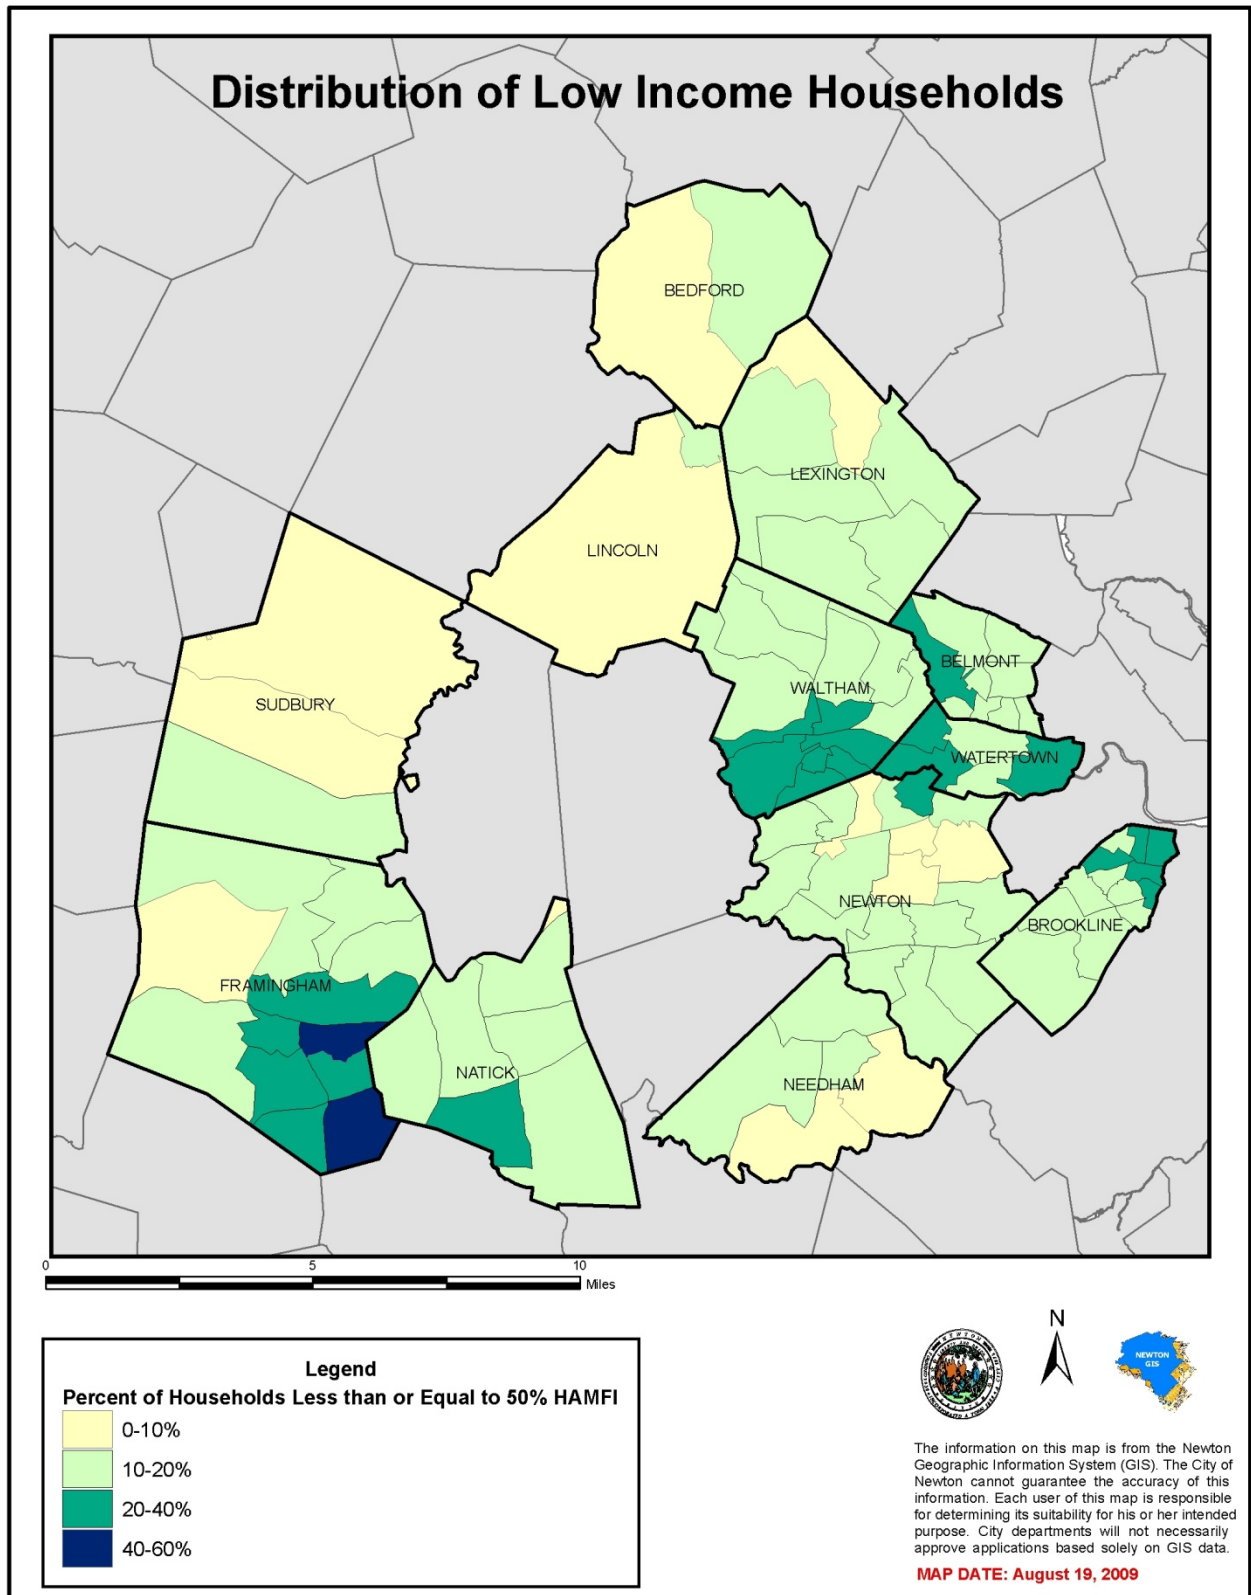 Distribution of Low Income Households
BEDFORD
LEXINGTON
LINCOLN
BELMONT
WALTHAM
SUDBURY
WATERTOWN
NEWTON
BROOKLINE
FRAMINGHAM
NATICK
NEEDHAM
0 5 10
Miles
N
Legend
Percent of Households Less than or Equal to 50% HAMFI
0-10%
10-20%
20-40%
40-60%
NEWTON
GIS
The information on this map is from the Newton
Geographic Information System (GIS). The City of
Newton cannot guarantee the accuracy of this
information. Each user of this map is responsible
for determining its suitability for his or her intended
purpose. City departments will not necessarily
approve applications based solely on GIS data.
MAP DATE: August 19, 2009